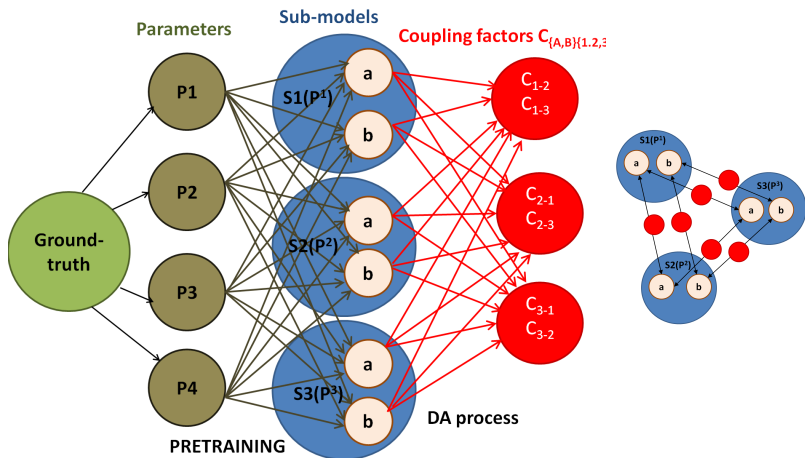 Parameters
Sub-models
Coupling factors C{A,B}{1.2,3
Ground-
truth
P1
P2
P3
P4
S1(P¹)
a
b
S2(P²)
a
b
S3(P³)
a
b
C1-2
C1-3
C2-1
C2-3
C3-1
C3-2
PRETRAINING
DA process
S1(P¹)
a
b
S3(P³)
a
b
S2(P²)
a
b